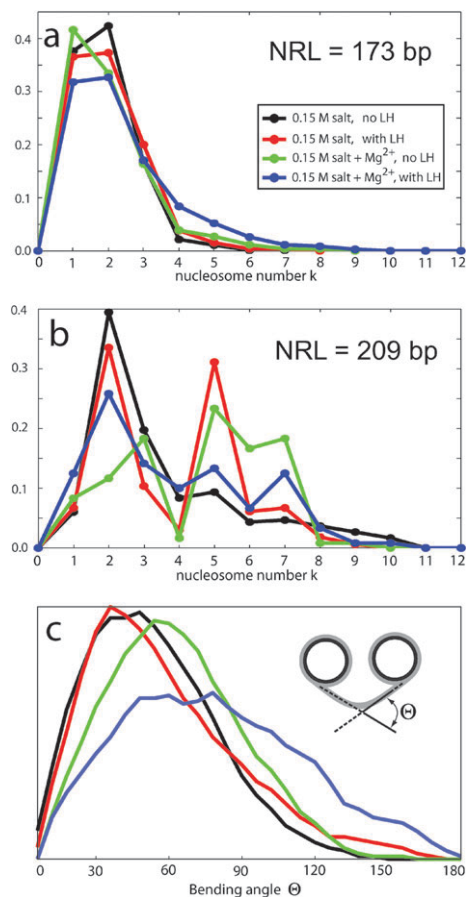 a
NRL = 173 bp
0.15 M salt, no LH
0.15 M salt, with LH
0.15 M salt + Mg²⁺, no LH
0.15 M salt + Mg²⁺, with LH
0.4
0.3
0.2
0.1
0.0
0 1 2 3 4 5 6 7 8 9 10 11 12
nucleosome number k
b
NRL = 209 bp
0.4
0.3
0.2
0.1
0.0
0 1 2 3 4 5 6 7 8 9 10 11 12
nucleosome number k
c
Θ
0 30 60 90 120 150 180
Bending angle Θ